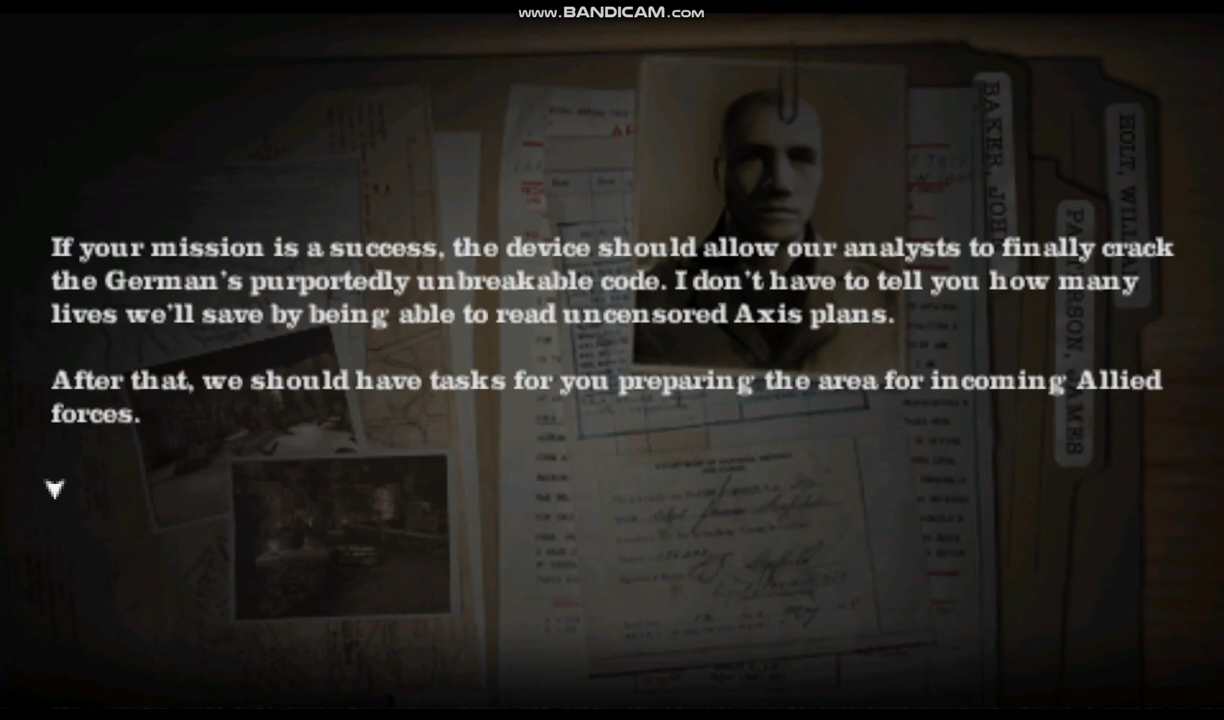 www.BANDICAM.com
If your mission is a success, the device should allow our analysts to finally crack
the German's purportedly unbreakable code. I don't have to tell you how many
lives we'll save by being able to read uncensored Axis plans.
After that, we should have tasks for you preparing the area for incoming Allied
forces.
BAKER, JOH
HOLT, WILL